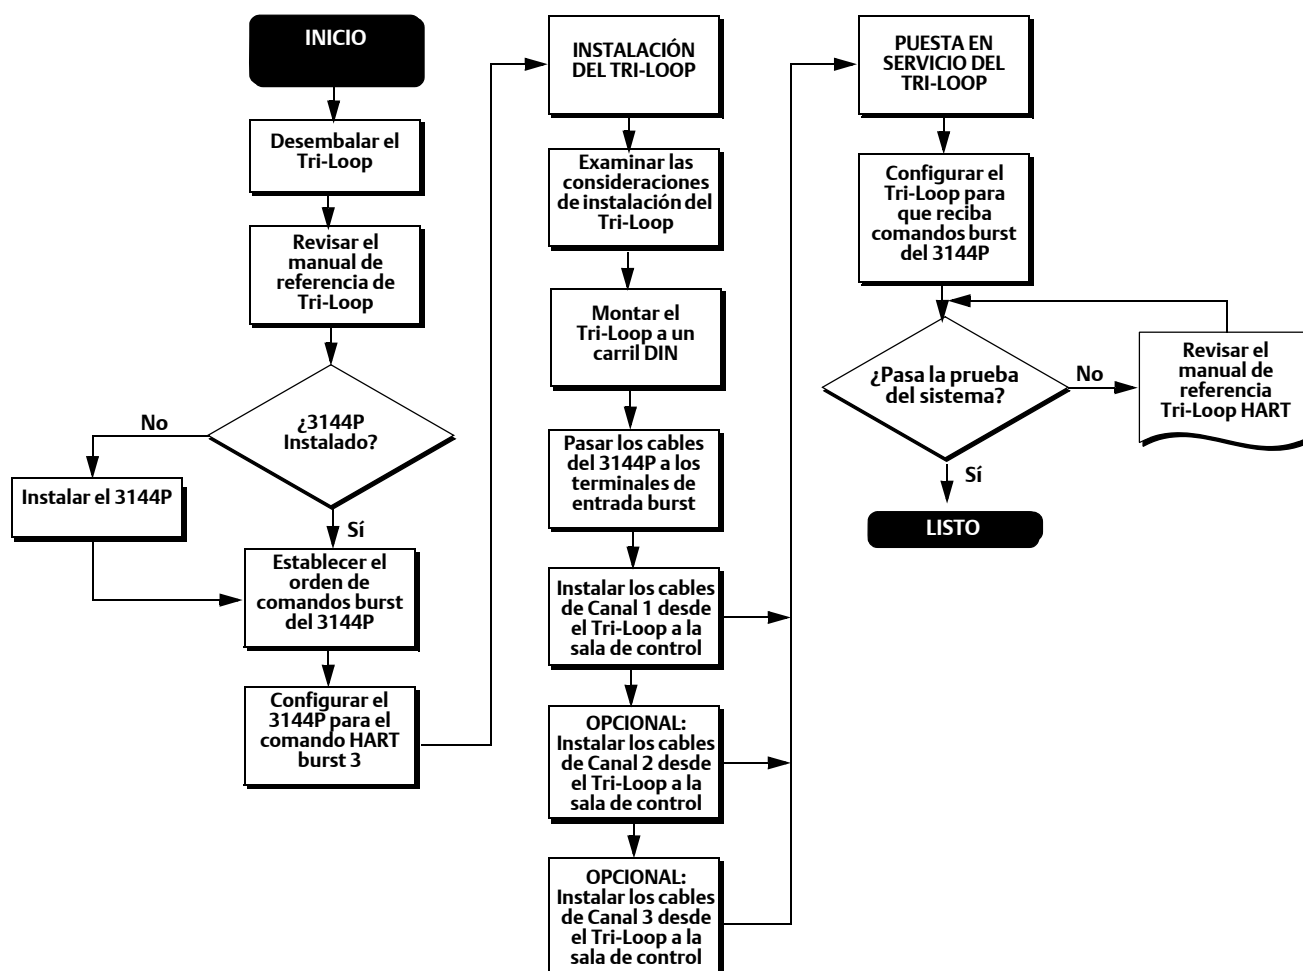 INICIO
Desembalar el
Tri-Loop
Revisar el
manual de
referencia de
Tri-Loop
¿3144P
Instalado?
No
Instalar el 3144P
Sí
Establecer el
orden de
comandos burst
del 3144P
Configurar el
3144P para el
comando HART
burst 3
INSTALACIÓN
DEL TRI-LOOP
Examinar las
consideraciones
de instalación del
Tri-Loop
Montar el
Tri-Loop a un
carril DIN
Pasar los cables
del 3144P a los
terminales de
entrada burst
Instalar los cables
de Canal 1 desde
el Tri-Loop a la
sala de control
OPCIONAL:
Instalar los cables
de Canal 2 desde
el Tri-Loop a la
sala de control
OPCIONAL:
Instalar los cables
de Canal 3 desde
el Tri-Loop a la
sala de control
PUESTA EN
SERVICIO DEL
TRI-LOOP
Configurar el
Tri-Loop para
que reciba
comandos burst
del 3144P
¿Pasa la prueba
del sistema?
No
Revisar el
manual de
referencia
Tri-Loop HART
Sí
LISTO